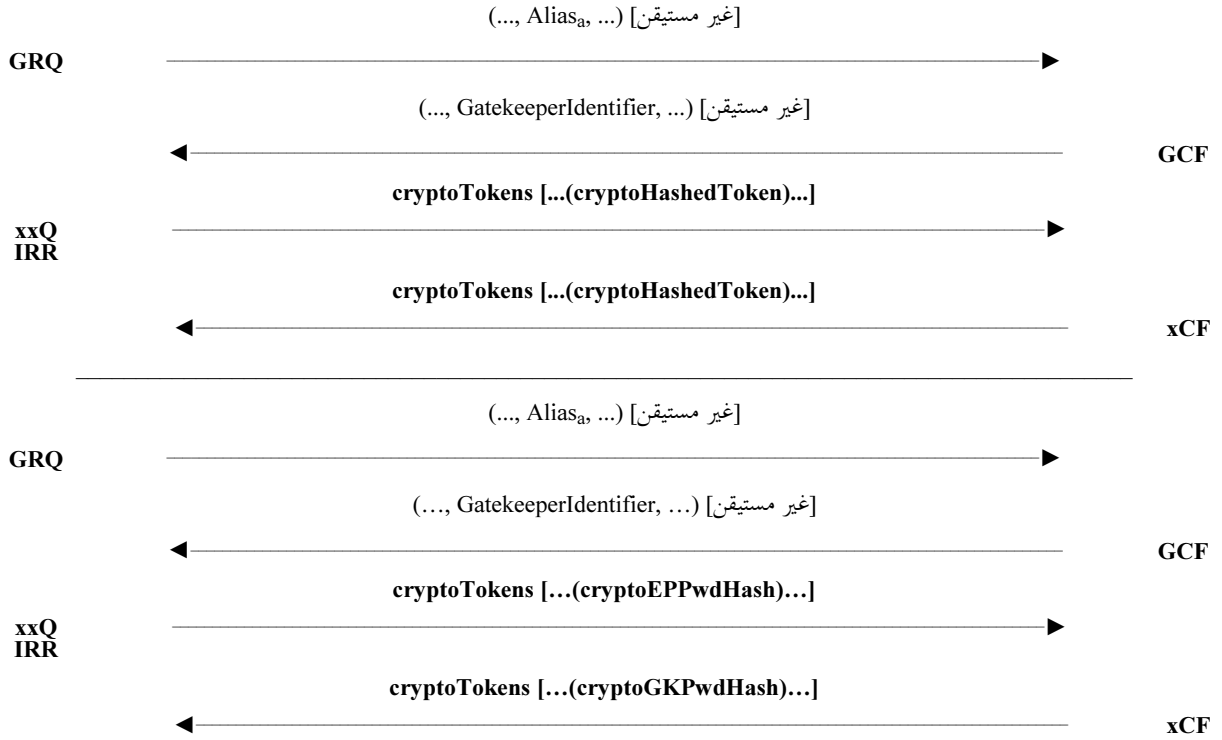 (..., Aliasₐ, ...) [غير مستيقن]
GRQ
(..., GatekeeperIdentifier, ...) [غير مستيقن]
GCF
cryptoTokens [...(cryptoHashedToken)...]
xxQ
IRR
cryptoTokens [...(cryptoHashedToken)...]
xCF
(..., Aliasₐ, ...) [غير مستيقن]
GRQ
(…, GatekeeperIdentifier, …) [غير مستيقن]
GCF
cryptoTokens […(cryptoEPPwdHash)…]
xxQ
IRR
cryptoTokens […(cryptoGKPwdHash)…]
xCF